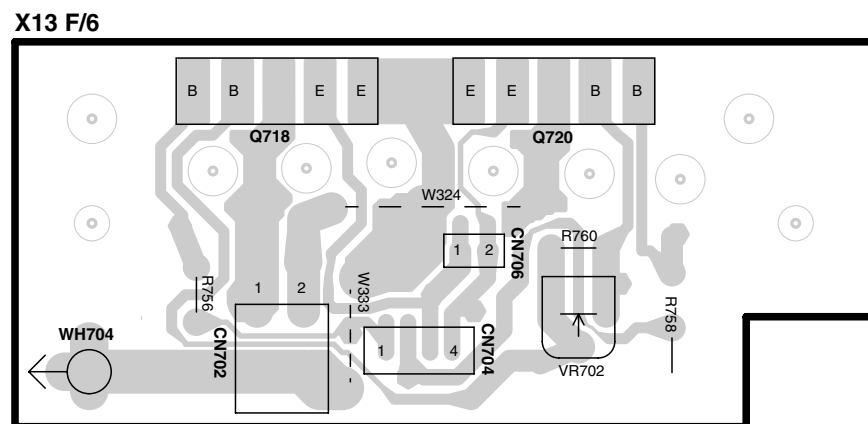 X13 F/6
B B E E
E E B B
Q718
Q720
W324
1 2
CN706
R760
1 2
R756
W333
CN702
1 4
CN704
R758
WH704
VR702